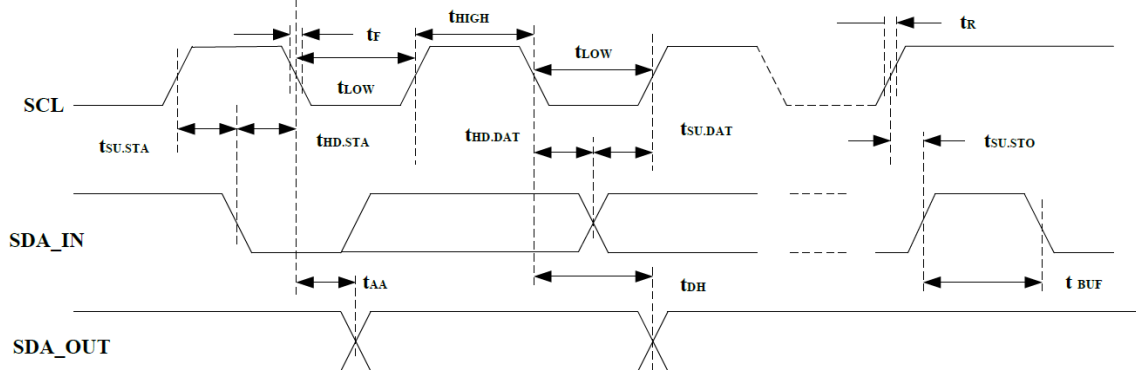 tHIGH
tF
tR
tLOW
tLOW
SCL
tSU.STA
tHD.STA
tHD.DAT
tSU.DAT
tSU.STO
SDA_IN
tAA
tDH
t BUF
SDA_OUT